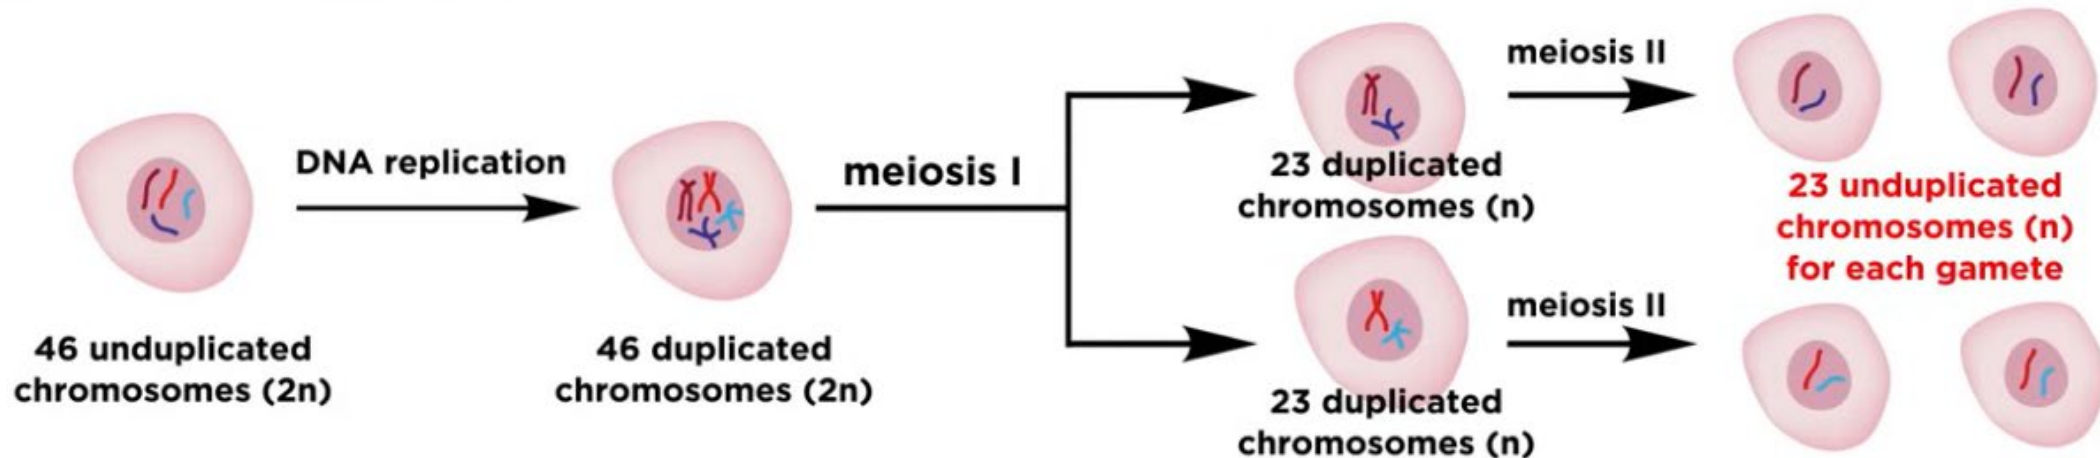 46 unduplicated
chromosomes (2n)
DNA replication
46 duplicated
chromosomes (2n)
meiosis I
23 duplicated
chromosomes (n)
meiosis II
23 duplicated
chromosomes (n)
meiosis II
23 unduplicated
chromosomes (n)
for each gamete